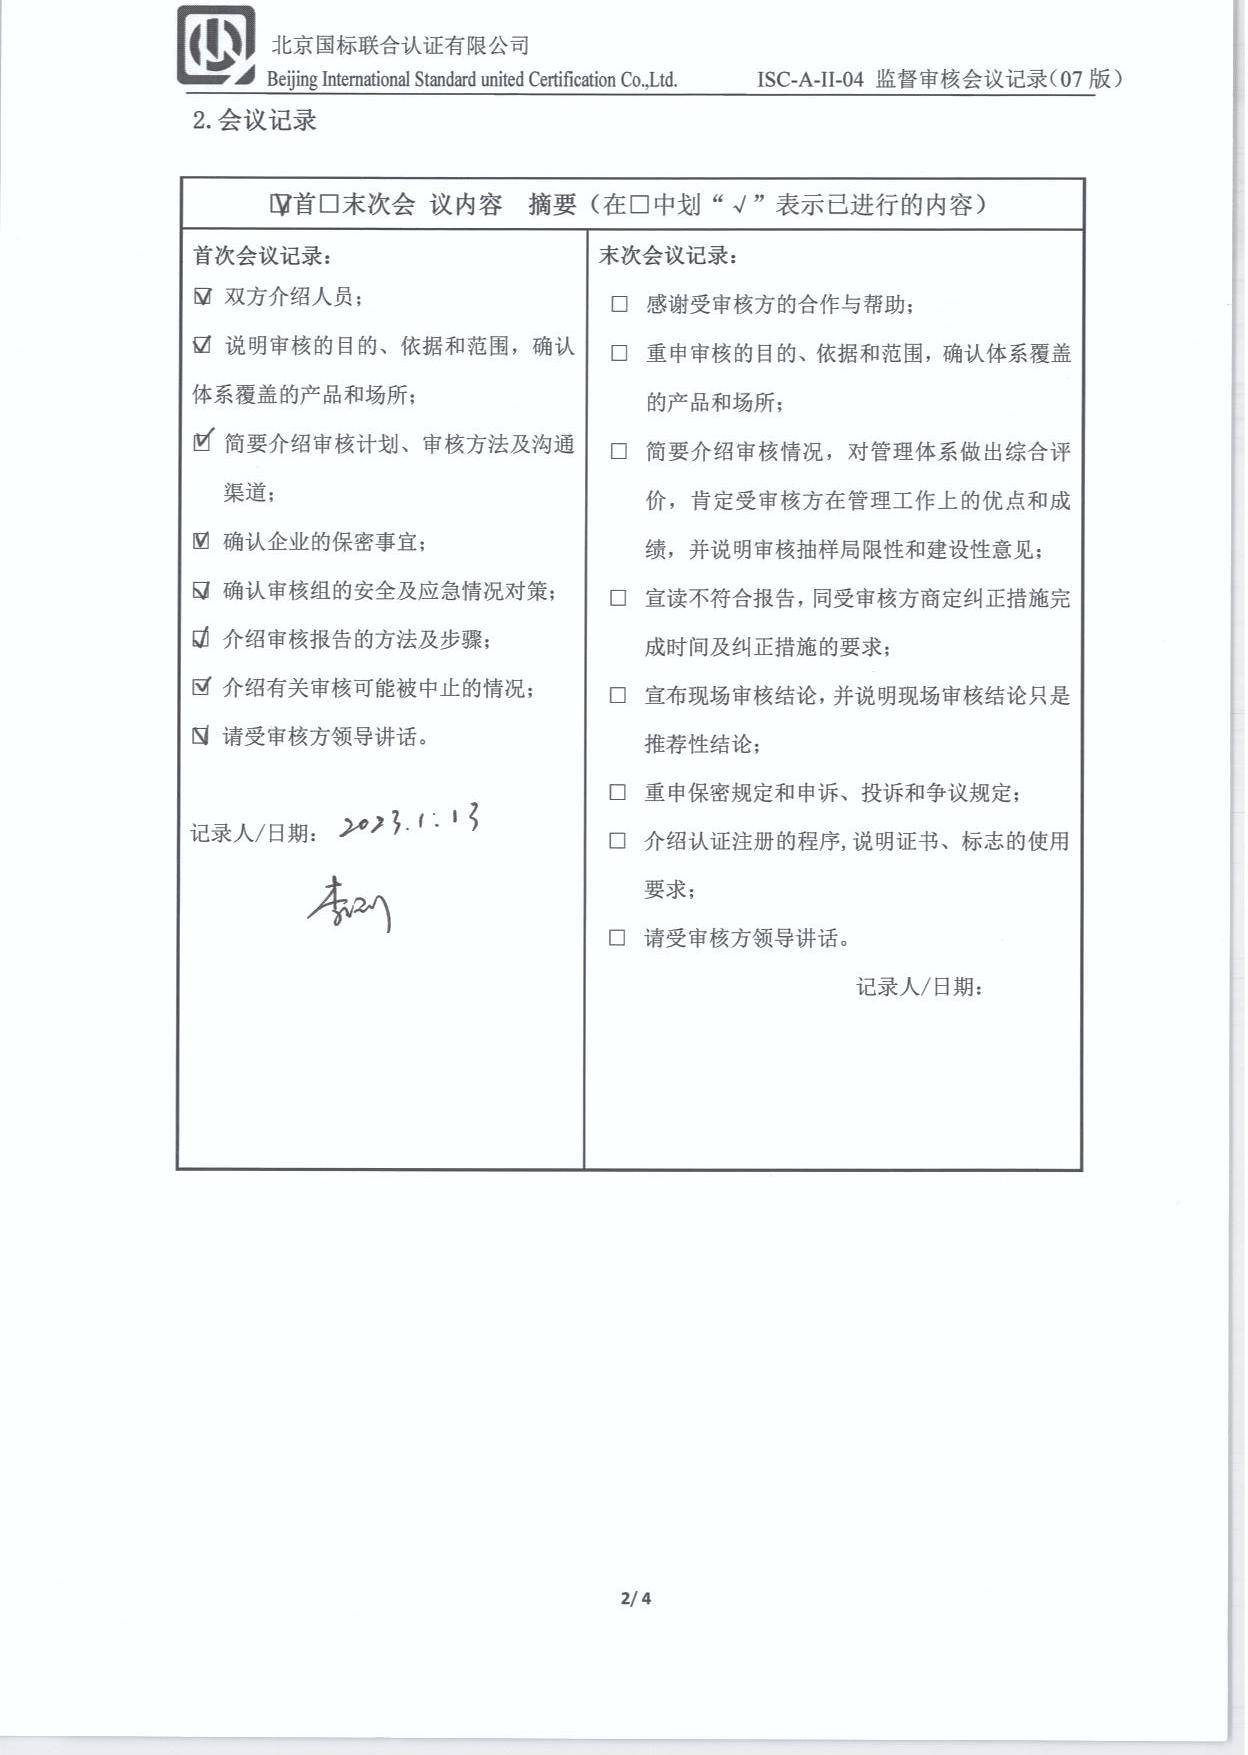 北京国标联合认证有限公司
Beijing International Standard united Certification Co.,Ltd. ISC-A-II-04 监督审核会议记录(07 版)
2.会议记录
☑首□末次会 议内容 摘要（在□中划“√”表示已进行的内容）
首次会议记录：
☑ 双方介绍人员；
☑ 说明审核的目的、依据和范围，确认
体系覆盖的产品和场所；
☑ 简要介绍审核计划、审核方法及沟通
渠道；
☑ 确认企业的保密事宜；
☑ 确认审核组的安全及应急情况对策；
☑ 介绍审核报告的方法及步骤；
☑ 介绍有关审核可能被中止的情况；
☑ 请受审核方领导讲话。
记录人/日期： 2023.1.13
末次会议记录：
□ 感谢受审核方的合作与帮助；
□ 重申审核的目的、依据和范围，确认体系覆盖
的产品和场所；
□ 简要介绍审核情况，对管理体系做出综合评
价，肯定受审核方在管理工作上的优点和成
绩，并说明审核抽样局限性和建设性意见；
□ 宣读不符合报告，同受审核方商定纠正措施完
成时间及纠正措施的要求；
□ 宣布现场审核结论，并说明现场审核结论只是
推荐性结论；
□ 重申保密规定和申诉、投诉和争议规定；
□ 介绍认证注册的程序，说明证书、标志的使用
要求；
□ 请受审核方领导讲话。
记录人/日期：
2/ 4